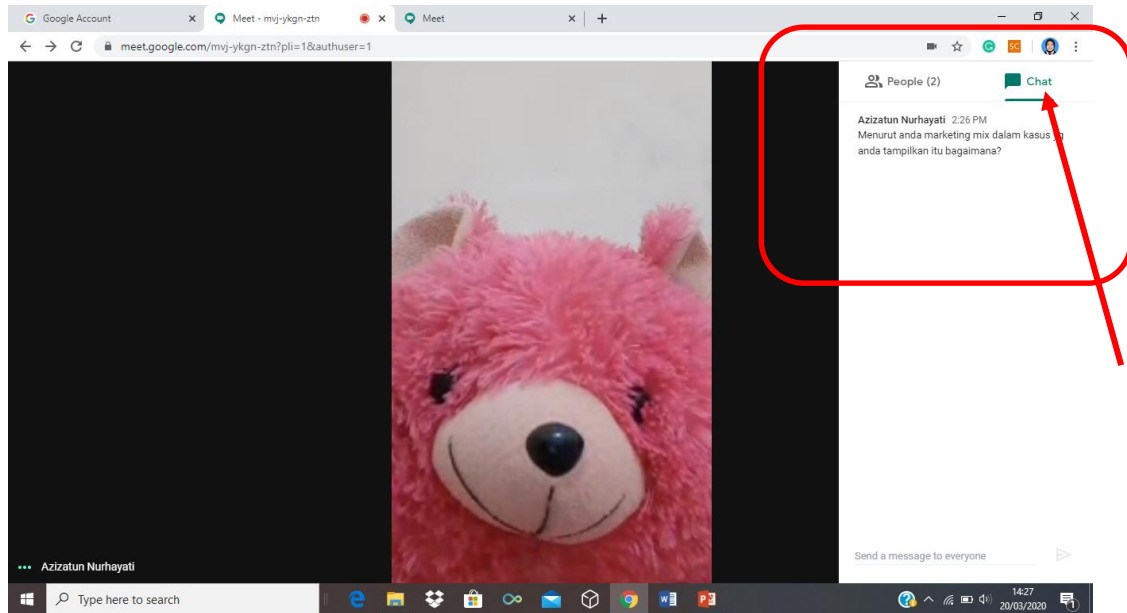 Google Account
Meet - mvj-ykgn-ztn
Meet
meet.google.com/mvj-ykgn-ztn?pli=1&authuser=1
SC
People (2)
Chat
Azizatun Nurhayati 2:26 PM
Menurut anda marketing mix dalam kasus yg
anda tampilkan itu bagaimana?
Send a message to everyone
Azizatun Nurhayati
Type here to search
14:27
20/03/2020